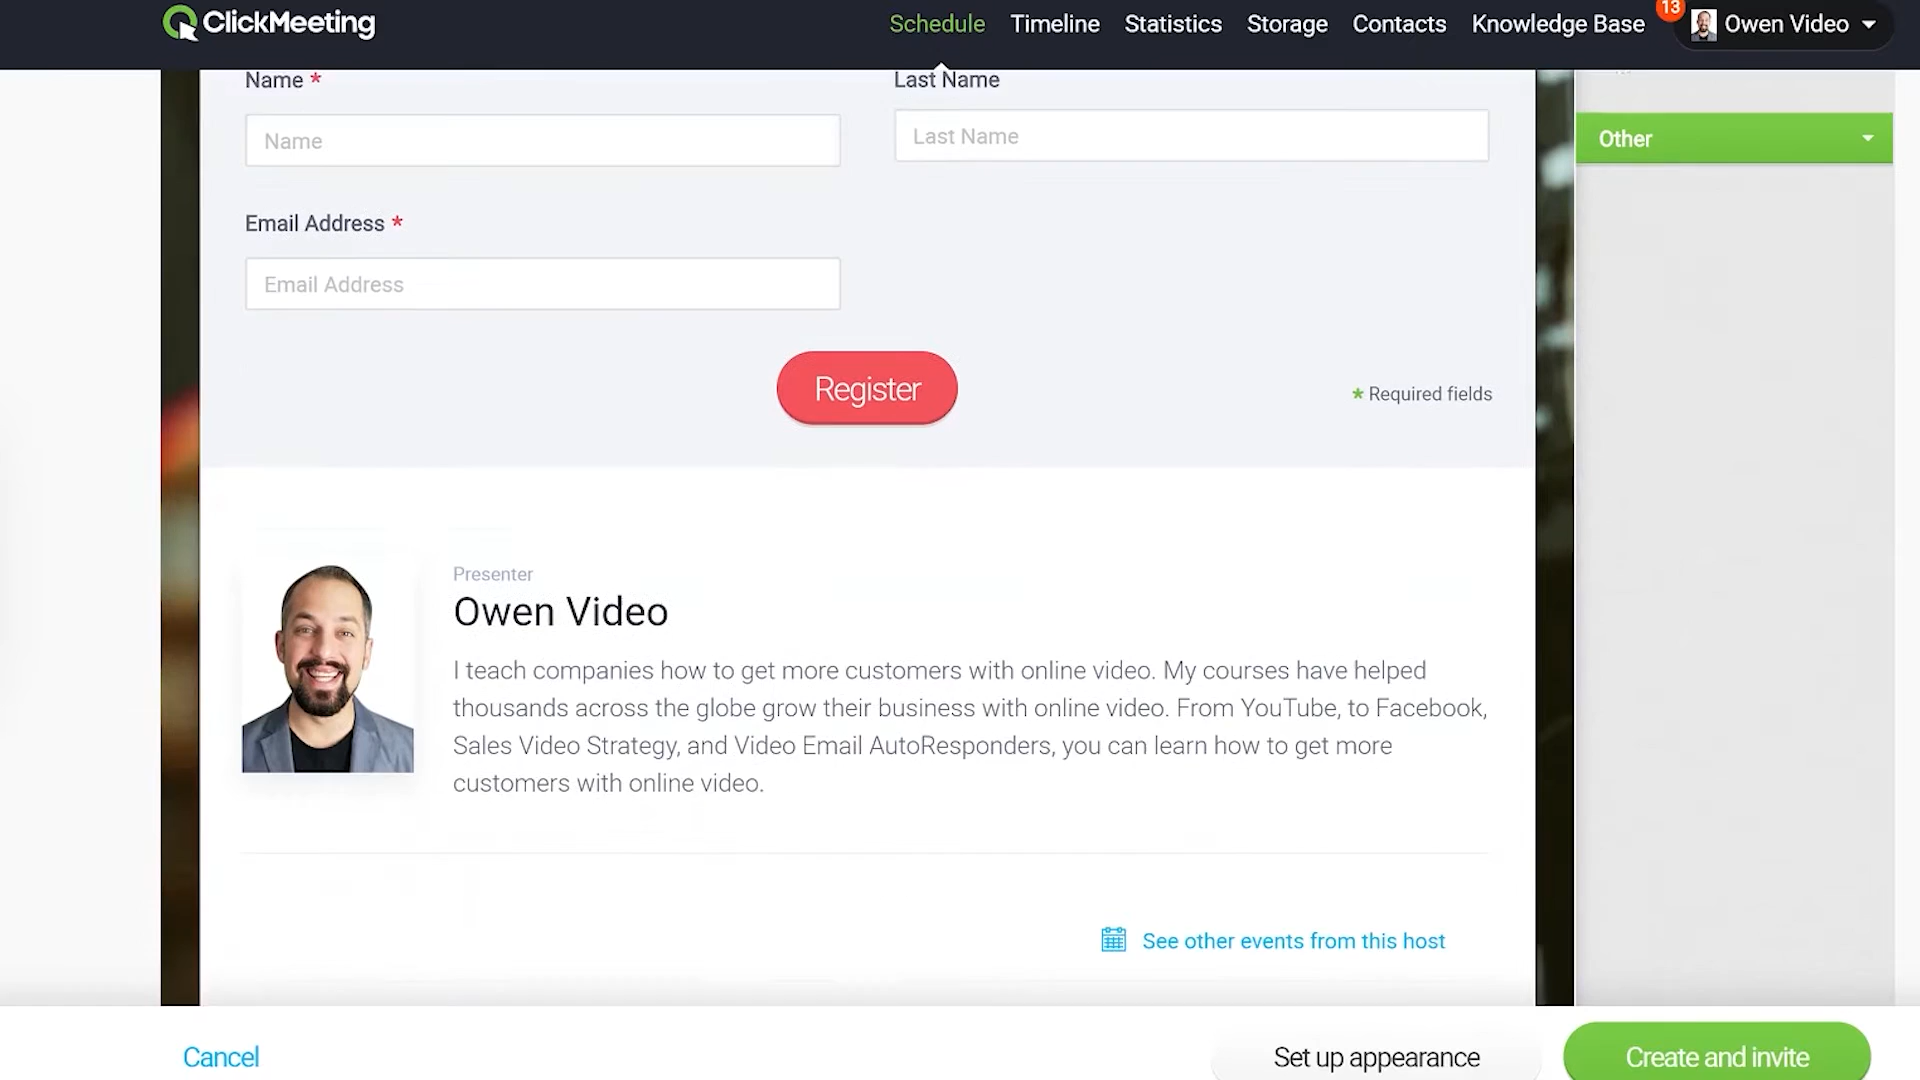 ClickMeeting
Schedule Timeline Statistics Storage Contacts Knowledge Base 13 Owen Video
Name * Last Name
Name Last Name
Other
Email Address *
Email Address
Register
* Required fields
Presenter
Owen Video
I teach companies how to get more customers with online video. My courses have helped
thousands across the globe grow their business with online video. From YouTube, to Facebook,
Sales Video Strategy, and Video Email AutoResponders, you can learn how to get more
customers with online video.
See other events from this host
Cancel Set up appearance Create and invite